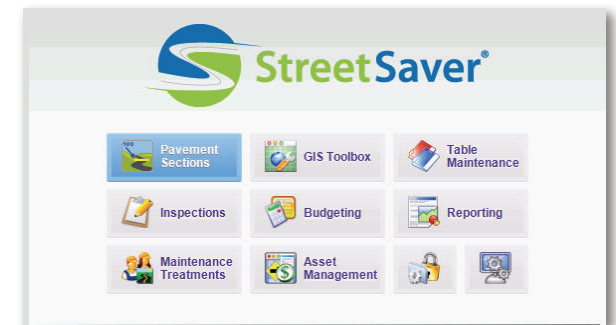 StreetSaver®
Pavement
Sections
GIS Toolbox
Table
Maintenance
Inspections
Budgeting
Reporting
Maintenance
Treatments
Asset
Management